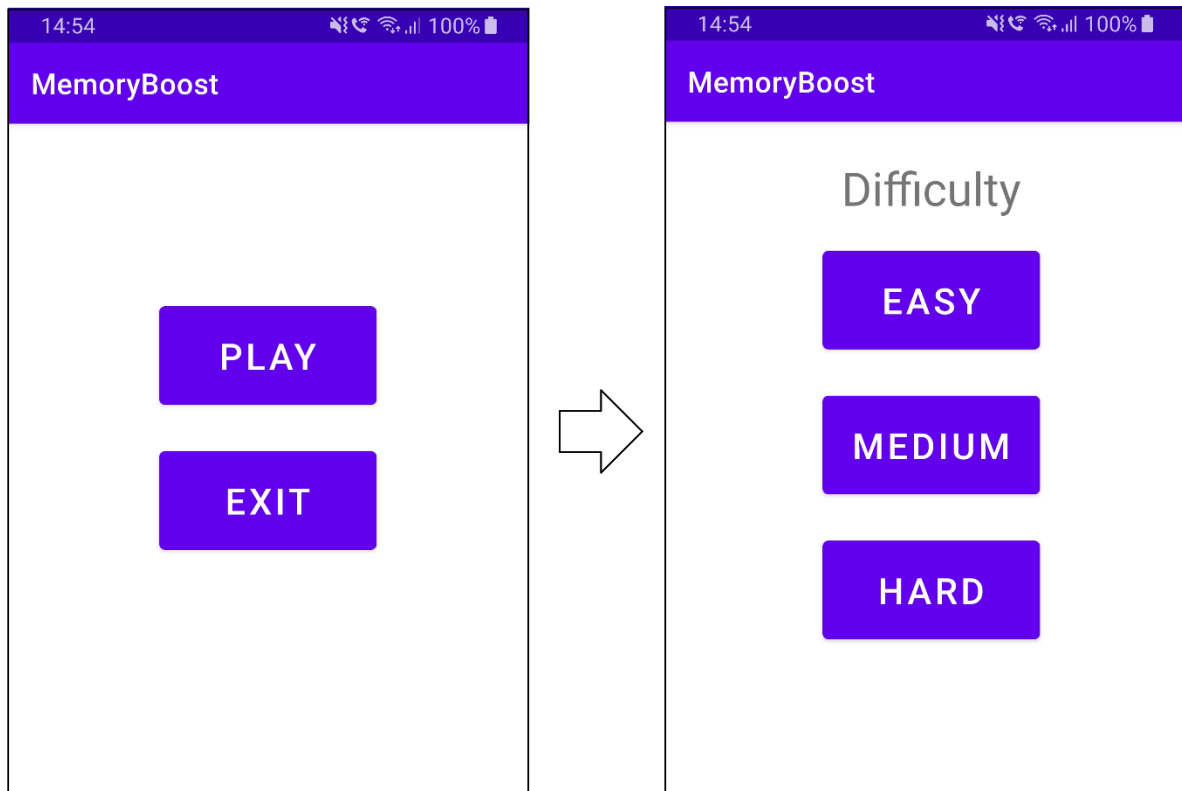 14:54 100%
MemoryBoost
PLAY
EXIT
14:54 100%
MemoryBoost
Difficulty
EASY
MEDIUM
HARD